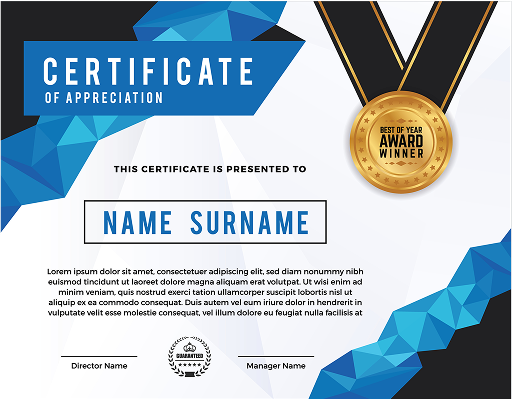 CERTIFICATE
OF APPRECIATION
BEST OF YEAR
AWARD
WINNER
THIS CERTIFICATE IS PRESENTED TO
NAME SURNAME
Lorem ipsum dolor sit amet, consectetuer adipiscing elit, sed diam nonummy nibh
euismod tincidunt ut laoreet dolore magna aliquam erat volutpat. Ut wisi enim ad
minim veniam, quis nostrud exerci tation ullamcorper suscipit lobortis nisl ut
aliquip ex ea commodo consequat. Duis autem vel eum iriure dolor in hendrerit in
vulputate velit esse molestie consequat, vel illum dolore eu feugiat nulla facilisi at
GUARANTEED
Director Name
Manager Name